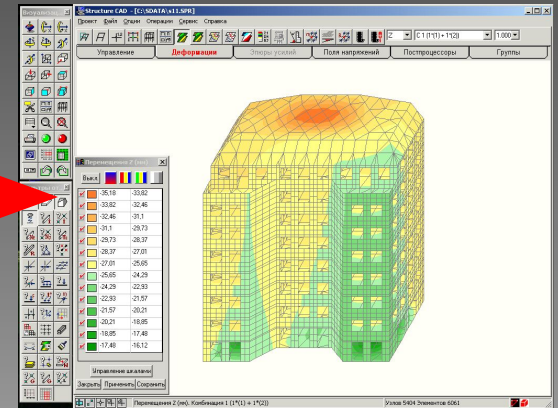 Structure CAD - [C:\SDATA\s11.SPR]
Проект Файл Опции Операции Сервис Справка
Z C 1 (1*(1) + 1*(2)) 1.000
Управление Деформации Эпюры усилий Поля напряжений Постпроцессоры Группы
Перемещения Z (мм)
Выкл
-35,18 -33,82
-33,82 -32,46
-32,46 -31,1
-31,1 -29,73
-29,73 -28,37
-28,37 -27,01
-27,01 -25,65
-25,65 -24,29
-24,29 -22,93
-22,93 -21,57
-21,57 -20,21
-20,21 -18,85
-18,85 -17,48
-17,48 -16,12
Управление шкалами
Закрыть Применить Сохранить
Перемещения Z (мм). Комбинация 1 (1*(1) + 1*(2)) Узлов 5404 Элементов 6061